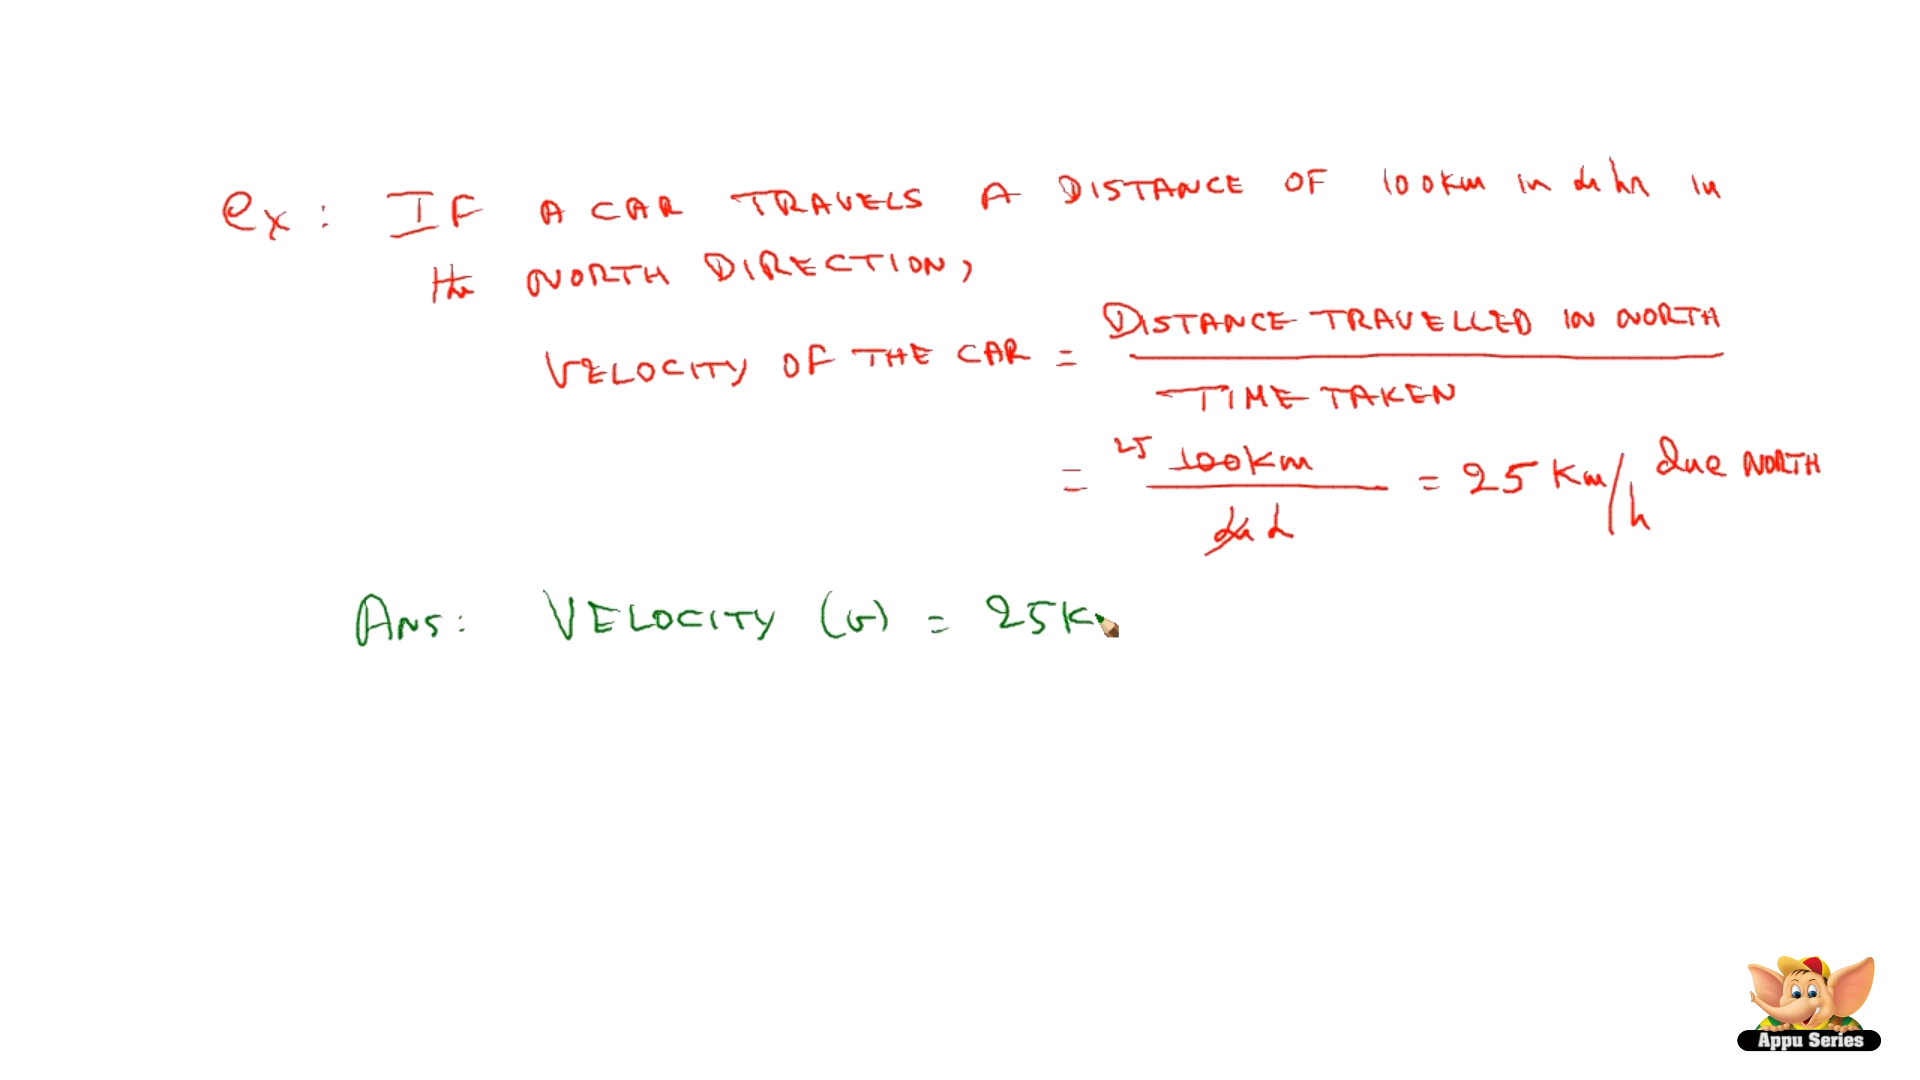 ex: IF A CAR TRAVELS A DISTANCE OF 100km in 4 hr in
the NORTH DIRECTION,
VELOCITY OF THE CAR = DISTANCE TRAVELLED IN NORTH
TIME TAKEN
= 25 100km = 25 Km/h due NORTH
4 h
Ans: VELOCITY (v) = 25K
Appu Series